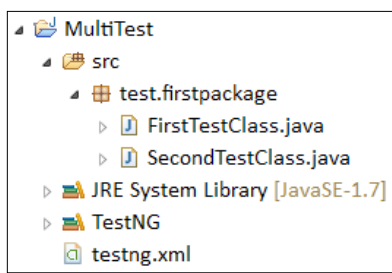 MultiTest
src
test.firstpackage
FirstTestClass.java
SecondTestClass.java
JRE System Library [JavaSE-1.7]
TestNG
testng.xml